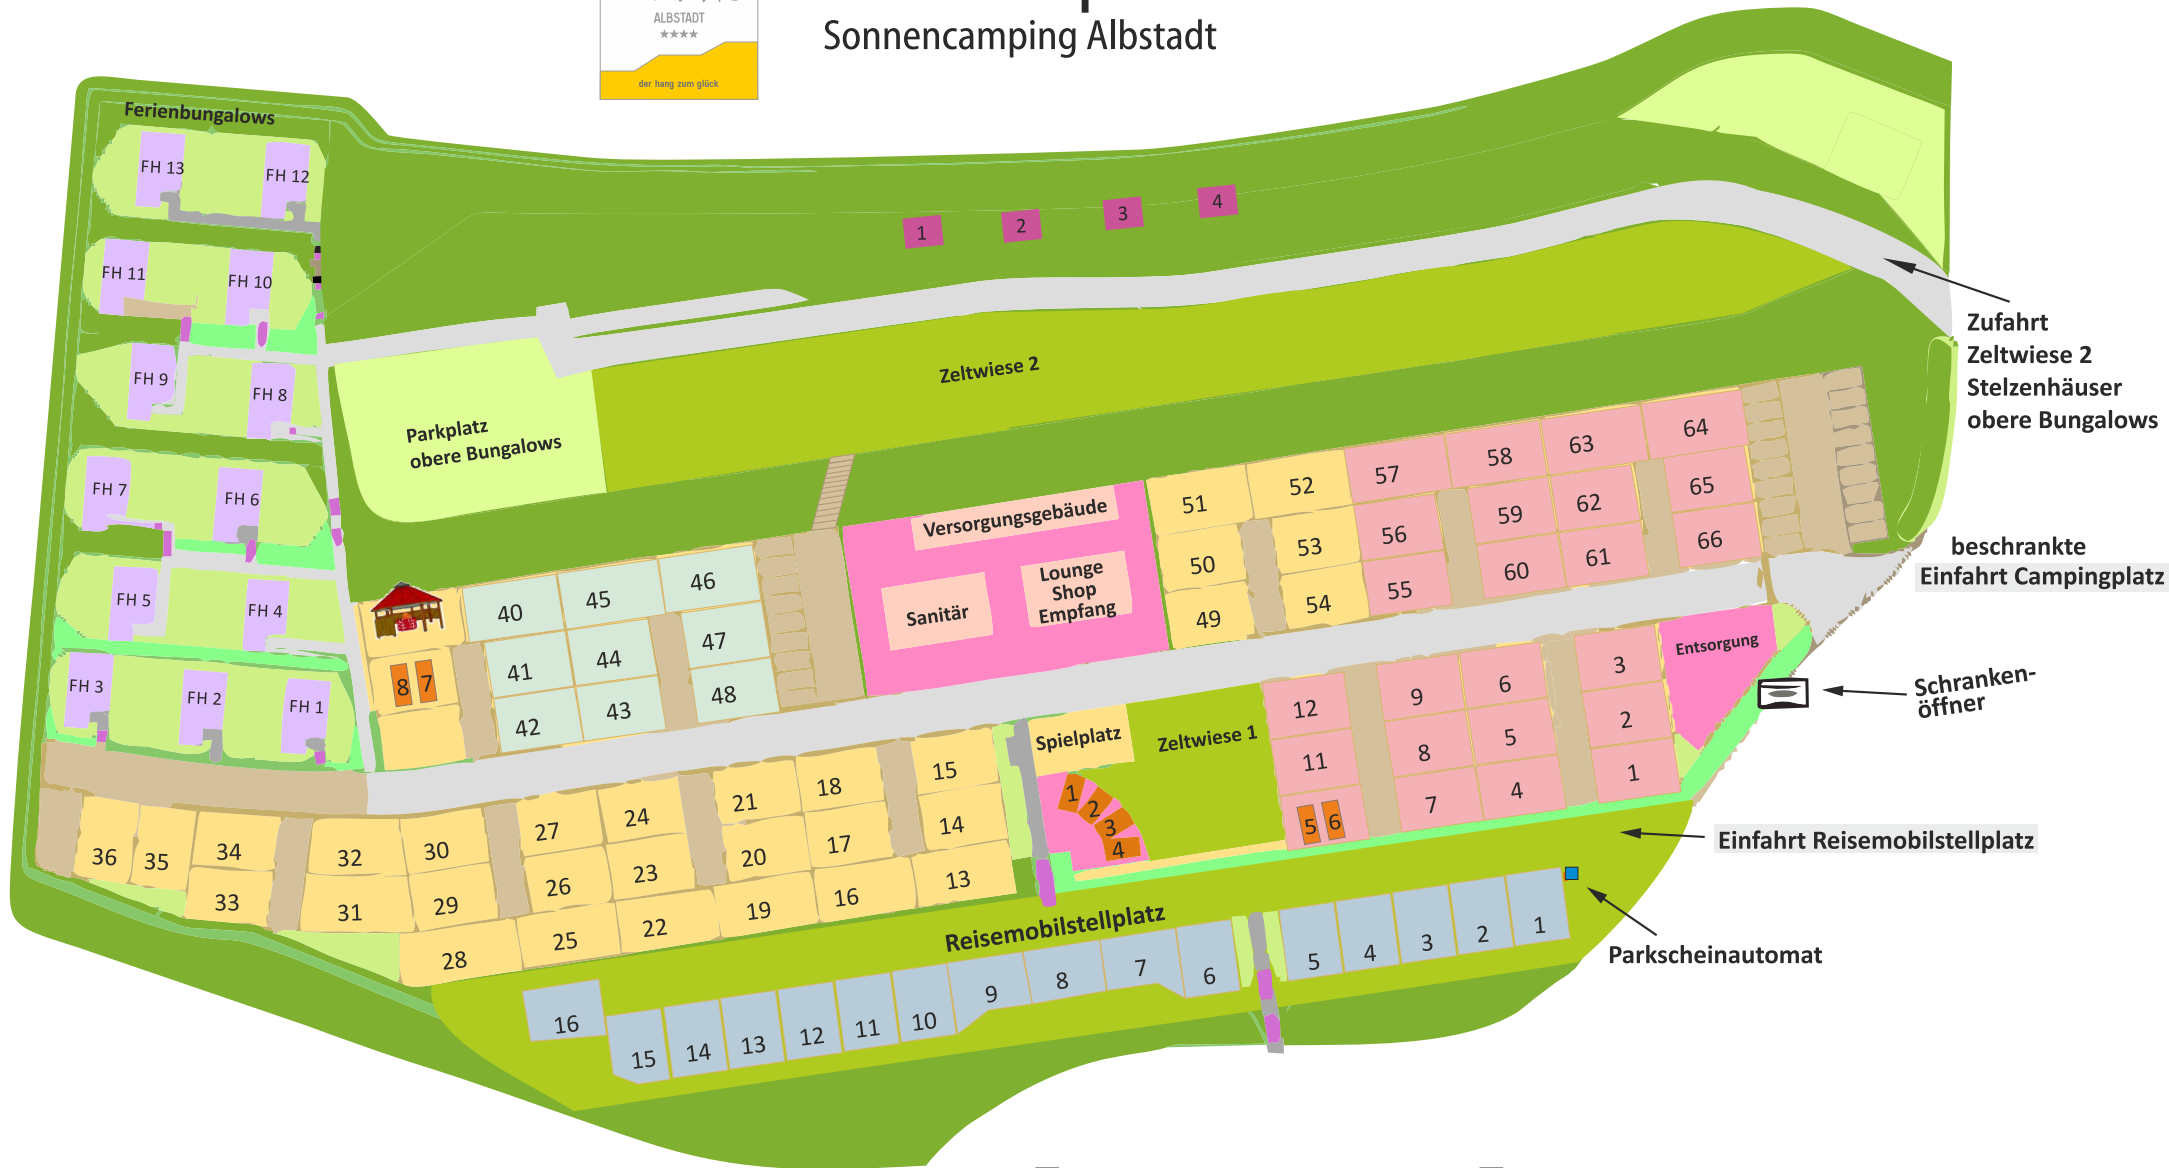 ALBSTADT
★★★★
der hang zum glück
Sonnencamping Albstadt
Ferienbungalows
FH 13
FH 12
FH 11
FH 10
FH 9
FH 8
FH 7
FH 6
FH 5
FH 4
FH 3
FH 2
FH 1
1
2
3
4
Zufahrt
Zeltwiese 2
Stelzenhäuser
obere Bungalows
Zeltwiese 2
Parkplatz
obere Bungalows
Versorgungsgebäude
Sanitär
Lounge
Shop
Empfang
51
52
57
58
63
64
50
53
56
59
62
65
49
54
55
60
61
66
beschrankte
Einfahrt Campingplatz
40
45
46
41
44
47
42
43
48
8
7
Entsorgung
Schranken-
öffner
Spielplatz
Zeltwiese 1
12
9
6
3
11
8
5
2
5
6
7
4
1
1
2
3
4
Einfahrt Reisemobilstellplatz
36
35
34
32
30
27
24
21
18
15
33
31
29
26
23
20
17
14
28
25
22
19
16
13
Reisemobilstellplatz
Parkscheinautomat
16
15
14
13
12
11
10
9
8
7
6
5
4
3
2
1